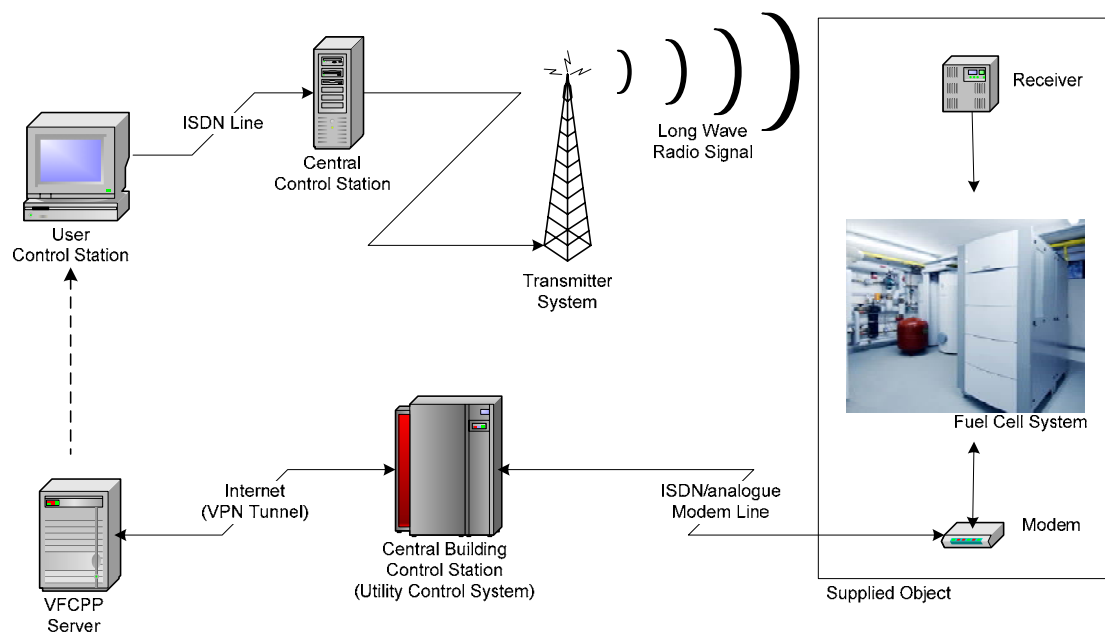 ISDN Line
Central
Control Station
Long Wave
Radio Signal
Receiver
User
Control Station
Transmitter
System
Fuel Cell System
Internet
(VPN Tunnel)
ISDN/analogue
Modem Line
Modem
Central Building
Control Station
(Utility Control System)
VFCPP
Server
Supplied Object